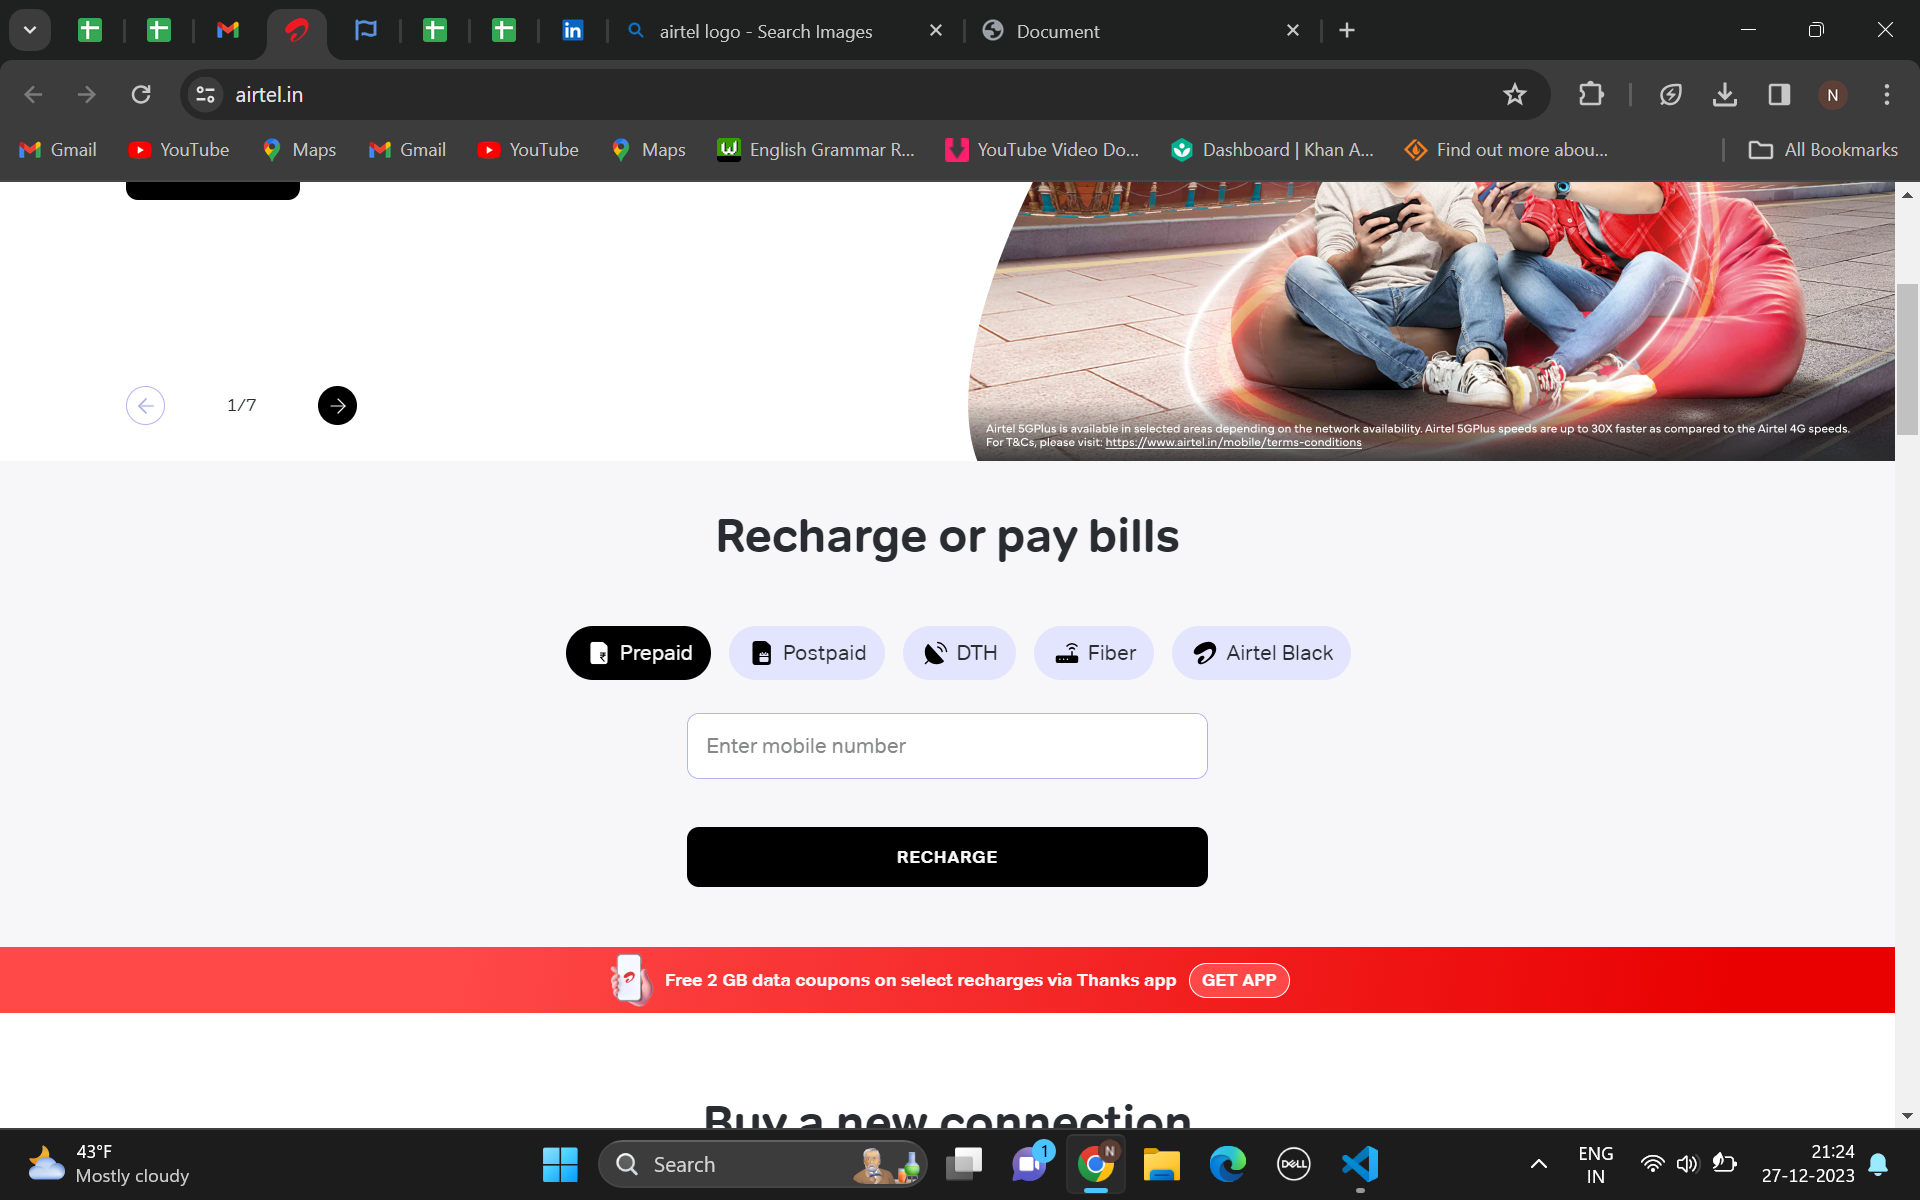 airtel logo - Search Images
Document
airtel.in
N
Gmail
YouTube
Maps
Gmail
YouTube
Maps
English Grammar R...
YouTube Video Do...
Dashboard | Khan A...
Find out more abou...
All Bookmarks
1/7
Airtel 5GPlus is available in selected areas depending on the network availability. Airtel 5GPlus speeds are up to 30X faster as compared to the Airtel 4G speeds.
For T&Cs, please visit: https://www.airtel.in/mobile/terms-conditions
Recharge or pay bills
Prepaid
Postpaid
DTH
Fiber
Airtel Black
Enter mobile number
RECHARGE
Free 2 GB data coupons on select recharges via Thanks app
GET APP
Buy a new connection
43°F
Mostly cloudy
Search
1
N
DELL
ENG
IN
21:24
27-12-2023